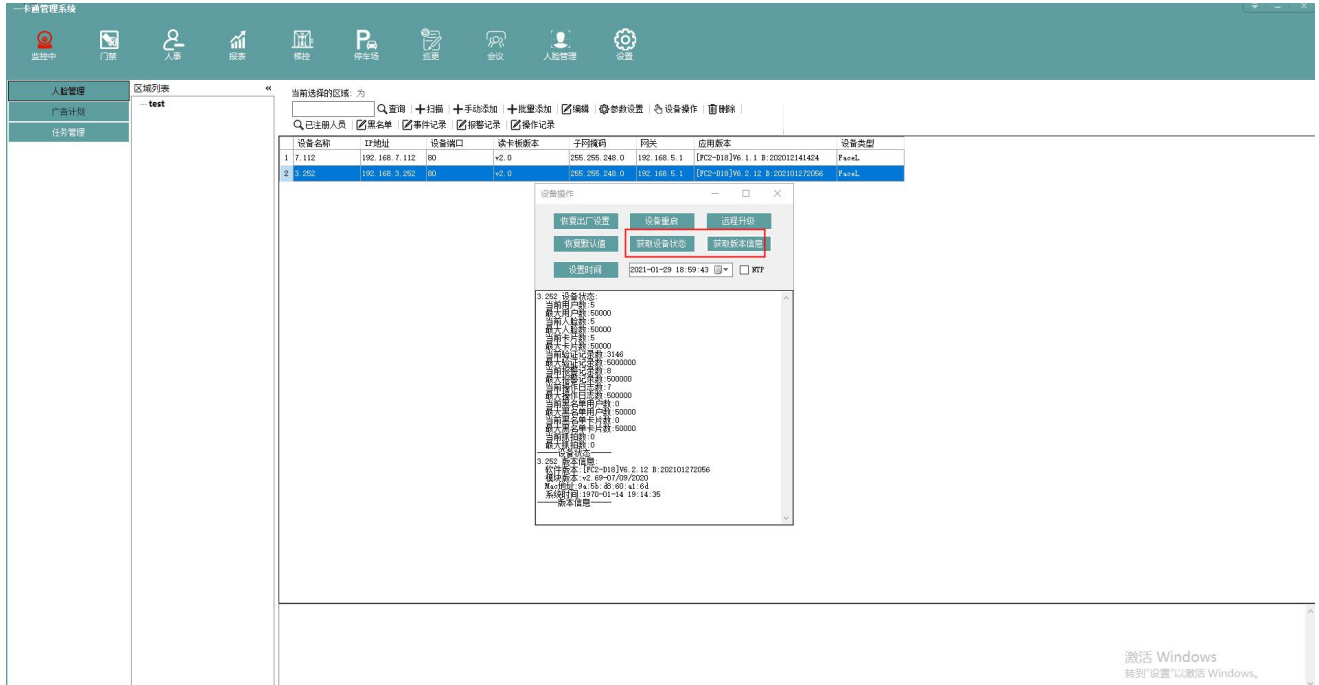 一卡通管理系统
监控中 门禁 人事 报表 梯控 停车场 巡更 会议 人脸管理 设置
人脸管理
广告计划
任务管理
区域列表 «
test
当前选择的区域: 为
查询 扫描 手动添加 批量添加 编辑 参数设置 设备操作 删除
已注册人员 黑名单 事件记录 报警记录 操作记录
设备名称 IP地址 设备端口 读卡板版本 子网掩码 网关 应用版本 设备类型
1 7.112 192.168.7.112 80 v2.0 255.255.248.0 192.168.5.1 [FC2-D18]V6.1.1 B:202012141424 FaceL
2 3.252 192.168.3.252 80 v2.0 255.255.248.0 192.168.5.1 [FC2-D18]V6.2.12 B:202101272056 FaceL
设备操作
恢复出厂设置 设备重启 远程升级
恢复默认值 获取设备状态 获取版本信息
设置时间 2021-01-29 18:59:43 NTP
3.252 设备状态:
当前用户数:5
最大用户数:50000
当前人脸数:5
最大人脸数:50000
当前卡片数:5
最大卡片数:50000
当前验证记录数:3146
最大验证记录数:5000000
当前报警记录数:8
最大报警记录数:500000
当前操作日志数:7
最大操作日志数:500000
当前黑名单用户数:0
最大黑名单用户数:50000
当前黑名单卡片数:0
最大黑名单卡片数:50000
当前抓拍数:0
最大抓拍数:0
——设备状态——
3.252 版本信息:
软件版本:[FC2-D18]V6.2.12 B:202101272056
模块版本:v2.69-07/09/2020
Mac地址:9a:5b:d8:60:a1:6d
系统时间:1970-01-14 19:14:35
——版本信息——
激活 Windows
转到"设置"以激活 Windows。